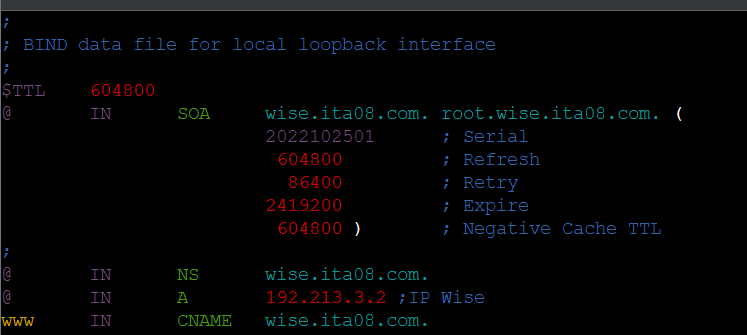 ;
; BIND data file for local loopback interface
;
$TTL    604800
@       IN      SOA     wise.ita08.com. root.wise.ita08.com. (
                        2022102501      ; Serial
                         604800         ; Refresh
                          86400         ; Retry
                        2419200         ; Expire
                         604800 )       ; Negative Cache TTL
;
@       IN      NS      wise.ita08.com.
@       IN      A       192.213.3.2 ;IP Wise
www     IN      CNAME   wise.ita08.com.